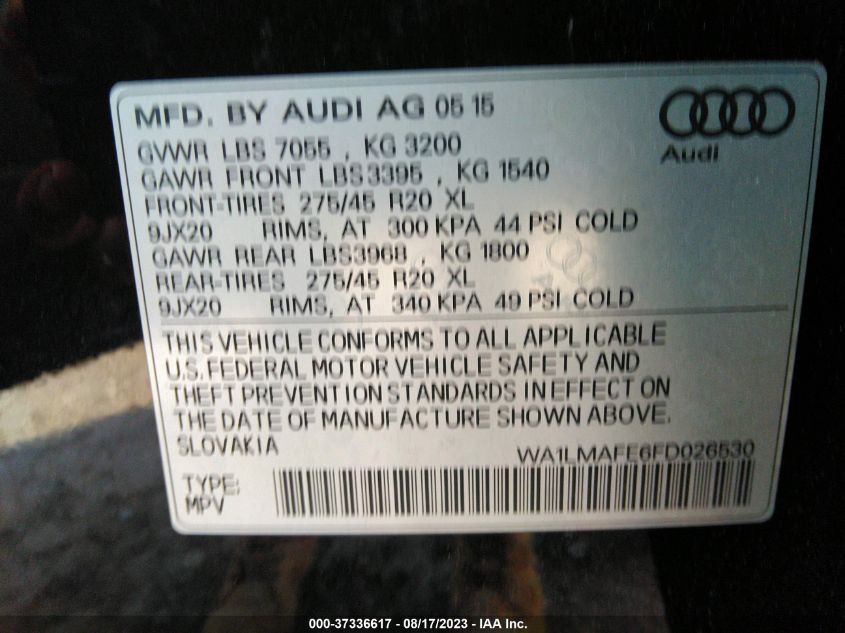 MFD. BY AUDI AG 05 15
Audi
GVWR LBS 7055 , KG 3200
GAWR FRONT LBS3395 , KG 1540
FRONT-TIRES 275/45 R20 XL
9JX20 RIMS, AT 300 KPA 44 PSI COLD
GAWR REAR LBS3968 , KG 1800
REAR-TIRES 275/45 R20 XL
9JX20 RIMS, AT 340 KPA 49 PSI COLD
THIS VEHICLE CONFORMS TO ALL APPLICABLE
U.S. FEDERAL MOTOR VEHICLE SAFETY AND
THEFT PREVENTION STANDARDS IN EFFECT ON
THE DATE OF MANUFACTURE SHOWN ABOVE.
SLOVAKIA
WA1LMAFE6FD026530
TYPE:
MPV
000-37336617 - 08/17/2023 - IAA Inc.